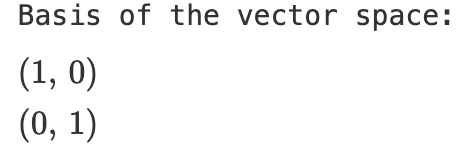 Basis of the vector space:
(1, 0)
(0, 1)